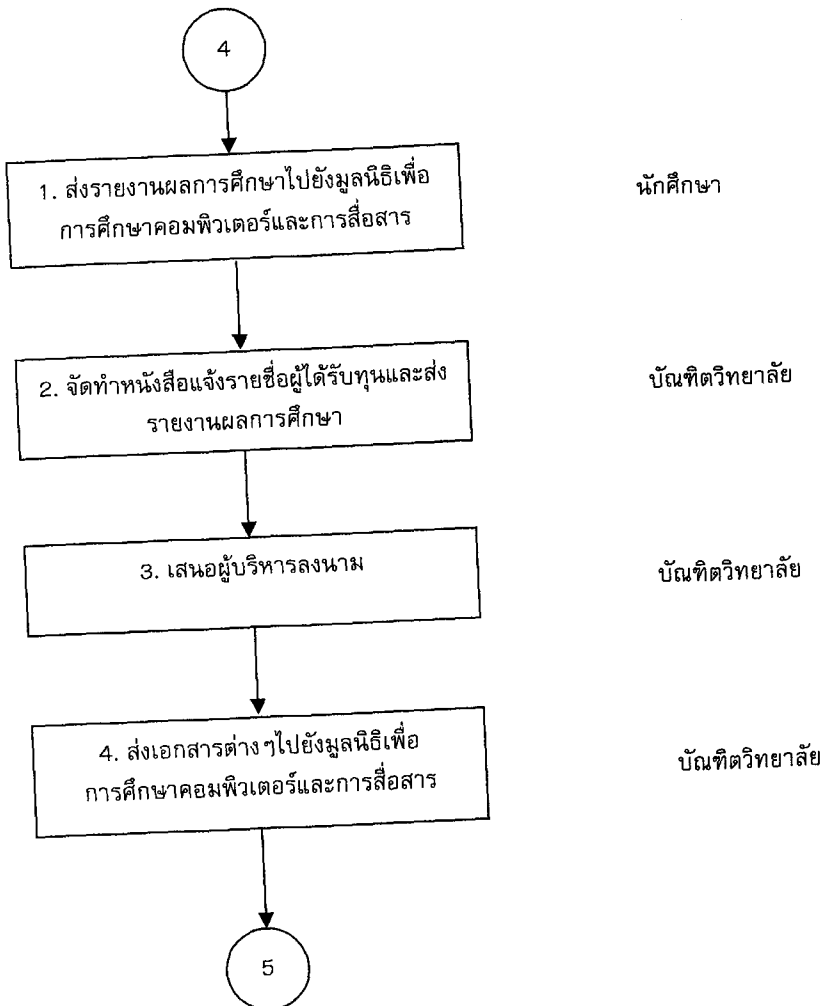 4
1. ส่งรายงานผลการศึกษาไปยังมูลนิธิเพื่อ
การศึกษาคอมพิวเตอร์และการสื่อสาร
นักศึกษา
2. จัดทำหนังสือแจ้งรายชื่อผู้ได้รับทุนและส่ง
รายงานผลการศึกษา
บัณฑิตวิทยาลัย
3. เสนอผู้บริหารลงนาม
บัณฑิตวิทยาลัย
4. ส่งเอกสารต่างๆไปยังมูลนิธิเพื่อ
การศึกษาคอมพิวเตอร์และการสื่อสาร
บัณฑิตวิทยาลัย
5